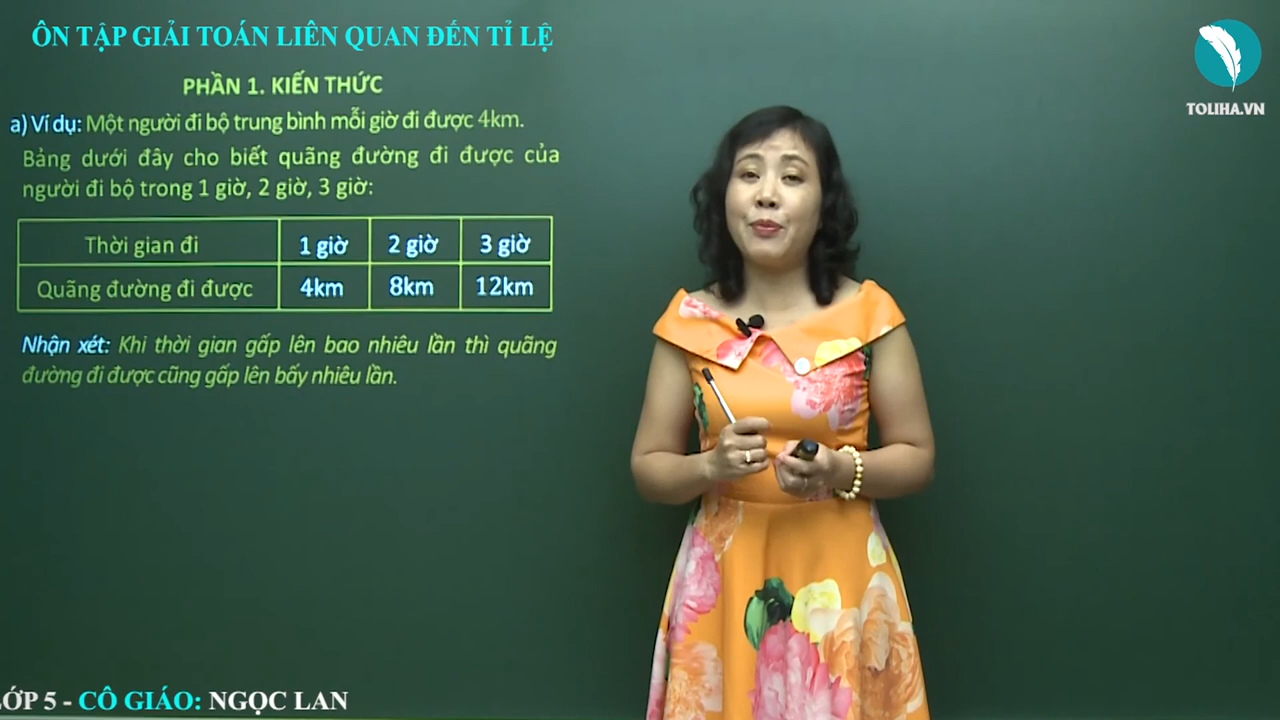 ÔN TẬP GIẢI TOÁN LIÊN QUAN ĐẾN TỈ LỆ
PHẦN 1. KIẾN THỨC
a) Ví dụ: Một người đi bộ trung bình mỗi giờ đi được 4km.
Bảng dưới đây cho biết quãng đường đi được của
người đi bộ trong 1 giờ, 2 giờ, 3 giờ:
Thời gian đi 1 giờ 2 giờ 3 giờ
Quãng đường đi được 4km 8km 12km
Nhận xét: Khi thời gian gấp lên bao nhiêu lần thì quãng
đường đi được cũng gấp lên bấy nhiêu lần.
TOLIHA.VN
LỚP 5 - CÔ GIÁO: NGỌC LAN